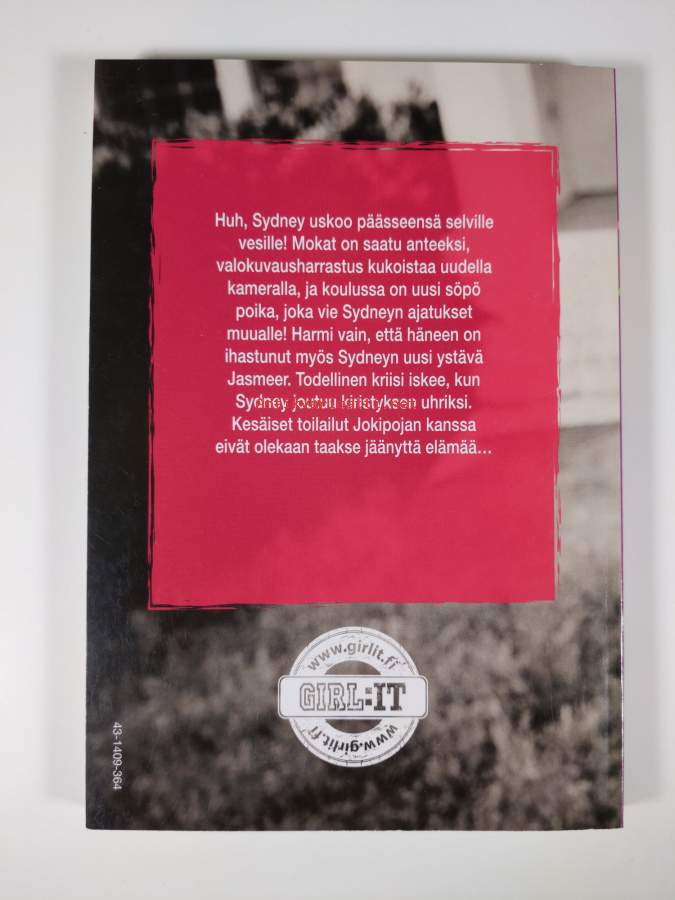 Huh, Sydney uskoo päässeensä selville
vesille! Mokat on saatu anteeksi,
valokuvausharrastus kukoistaa uudella
kameralla, ja koulussa on uusi söpö
poika, joka vie Sydneyn ajatukset
muualle! Harmi vain, että häneen on
ihastunut myös Sydneyn uusi ystävä
Jasmeer. Todellinen kriisi iskee, kun
Sydney joutuu kiristyksen uhriksi.
Kesäiset toilailut Jokipojan kanssa
eivät olekaan taakse jäänyttä elämää…
www.girlit.fi
GIRL:IT
www.girlit.fi
43-1409-364